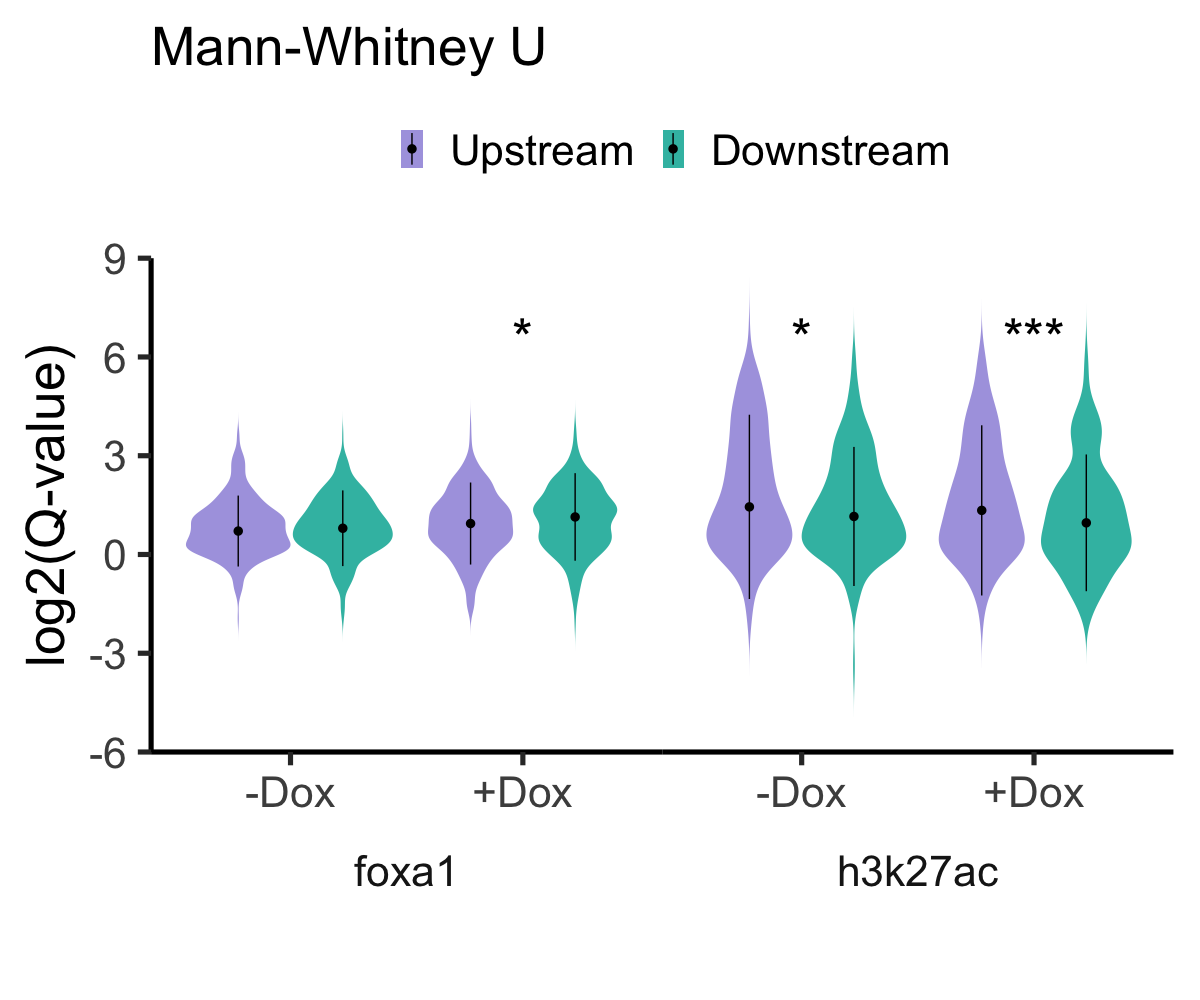 Mann-Whitney U
Upstream Downstream
9
* * ***
6
3
0
-3
-6
log2(Q-value)
-Dox +Dox -Dox +Dox
foxa1 h3k27ac